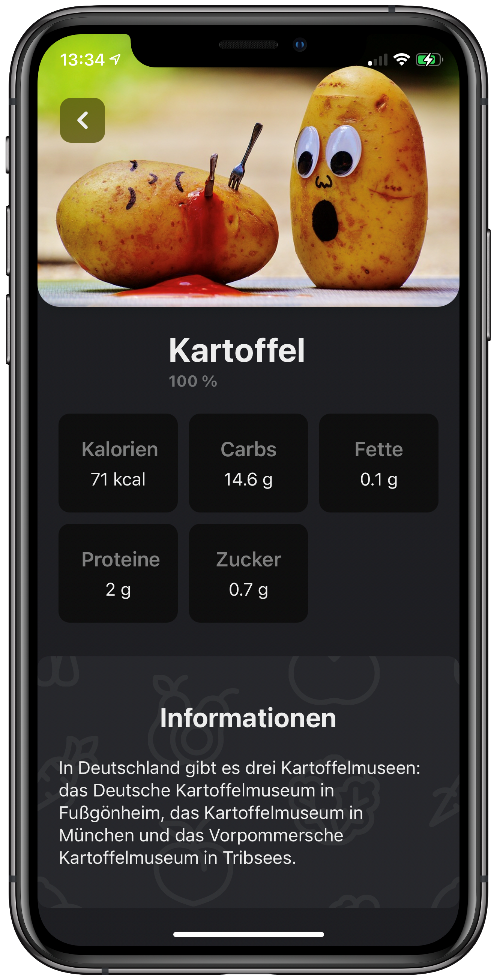 13:34
Kartoffel
100 %
Kalorien
71 kcal
Carbs
14.6 g
Fette
0.1 g
Proteine
2 g
Zucker
0.7 g
Informationen
In Deutschland gibt es drei Kartoffelmuseen:
das Deutsche Kartoffelmuseum in
Fußgönheim, das Kartoffelmuseum in
München und das Vorpommersche
Kartoffelmuseum in Tribsees.